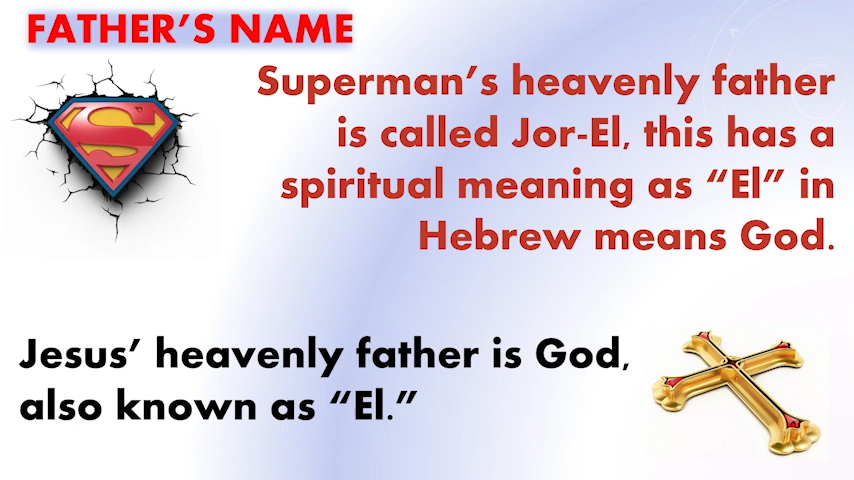 FATHER’S NAME
Superman’s heavenly father
is called Jor-El, this has a
spiritual meaning as “El” in
Hebrew means God.
Jesus’ heavenly father is God,
also known as “El.”